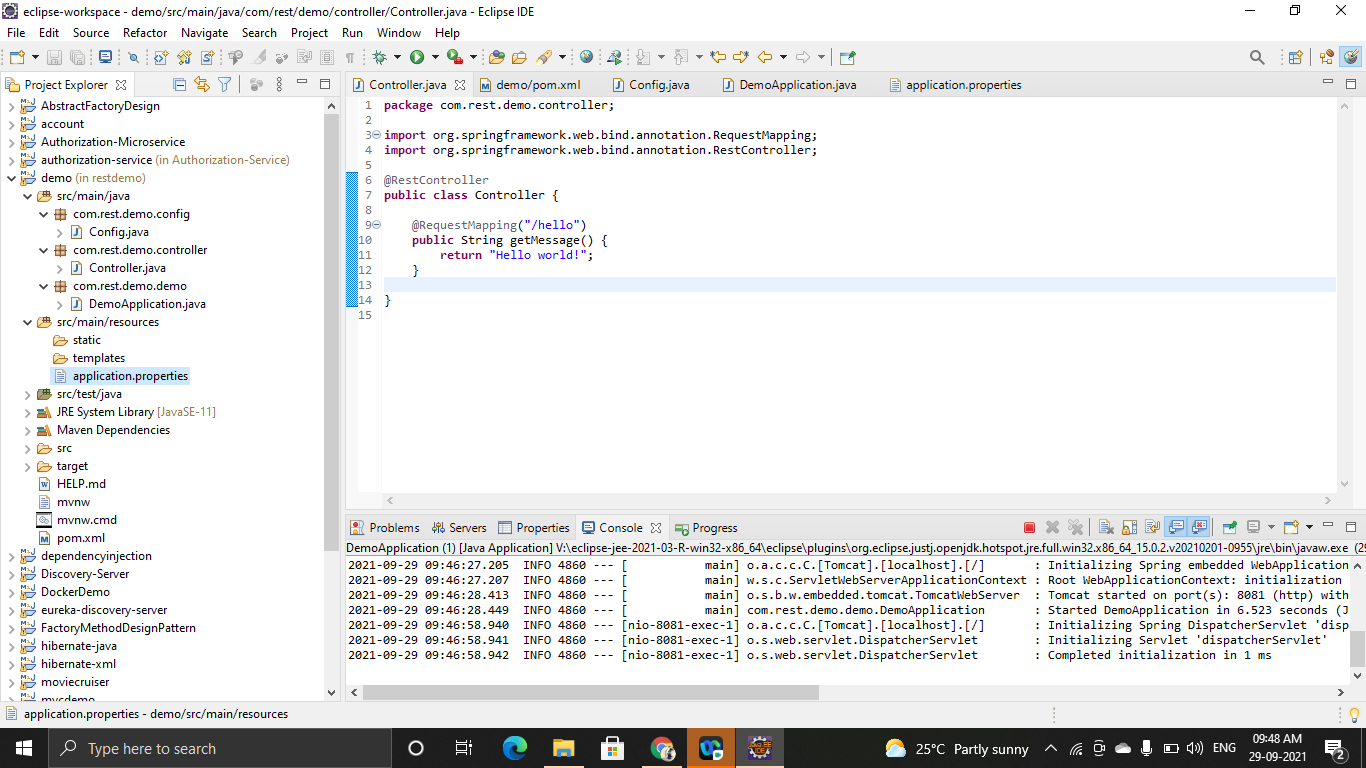 eclipse-workspace - demo/src/main/java/com/rest/demo/controller/Controller.java - Eclipse IDE
File Edit Source Refactor Navigate Search Project Run Window Help
Project Explorer
AbstractFactoryDesign
account
Authorization-Microservice
authorization-service (in Authorization-Service)
demo (in restdemo)
src/main/java
com.rest.demo.config
Config.java
com.rest.demo.controller
Controller.java
com.rest.demo.demo
DemoApplication.java
src/main/resources
static
templates
application.properties
src/test/java
JRE System Library [JavaSE-11]
Maven Dependencies
src
target
HELP.md
mvnw
mvnw.cmd
pom.xml
dependencyinjection
Discovery-Server
DockerDemo
eureka-discovery-server
FactoryMethodDesignPattern
hibernate-java
hibernate-xml
moviecruiser
mvcdemo
Controller.java demo/pom.xml Config.java DemoApplication.java application.properties
1 package com.rest.demo.controller;
2
3 import org.springframework.web.bind.annotation.RequestMapping;
4 import org.springframework.web.bind.annotation.RestController;
5
6 @RestController
7 public class Controller {
8
9 @RequestMapping("/hello")
10 public String getMessage() {
11 return "Hello world!";
12 }
13
14 }
15
Problems Servers Properties Console Progress
DemoApplication (1) [Java Application] V:\eclipse-jee-2021-03-R-win32-x86_64\eclipse\plugins\org.eclipse.justj.openjdk.hotspot.jre.full.win32.x86_64_15.0.2.v20210201-0955\jre\bin\javaw.exe (29
2021-09-29 09:46:27.205 INFO 4860 --- [ main] o.a.c.c.C.[Tomcat].[localhost].[/] : Initializing Spring embedded WebApplication
2021-09-29 09:46:27.207 INFO 4860 --- [ main] w.s.c.ServletWebServerApplicationContext : Root WebApplicationContext: initialization
2021-09-29 09:46:28.413 INFO 4860 --- [ main] o.s.b.w.embedded.tomcat.TomcatWebServer : Tomcat started on port(s): 8081 (http) with
2021-09-29 09:46:28.449 INFO 4860 --- [ main] com.rest.demo.demo.DemoApplication : Started DemoApplication in 6.523 seconds (J
2021-09-29 09:46:58.940 INFO 4860 --- [nio-8081-exec-1] o.a.c.c.C.[Tomcat].[localhost].[/] : Initializing Spring DispatcherServlet 'disp
2021-09-29 09:46:58.941 INFO 4860 --- [nio-8081-exec-1] o.s.web.servlet.DispatcherServlet : Initializing Servlet 'dispatcherServlet'
2021-09-29 09:46:58.942 INFO 4860 --- [nio-8081-exec-1] o.s.web.servlet.DispatcherServlet : Completed initialization in 1 ms
application.properties - demo/src/main/resources
Type here to search
25°C Partly sunny
ENG
09:48 AM
29-09-2021
2